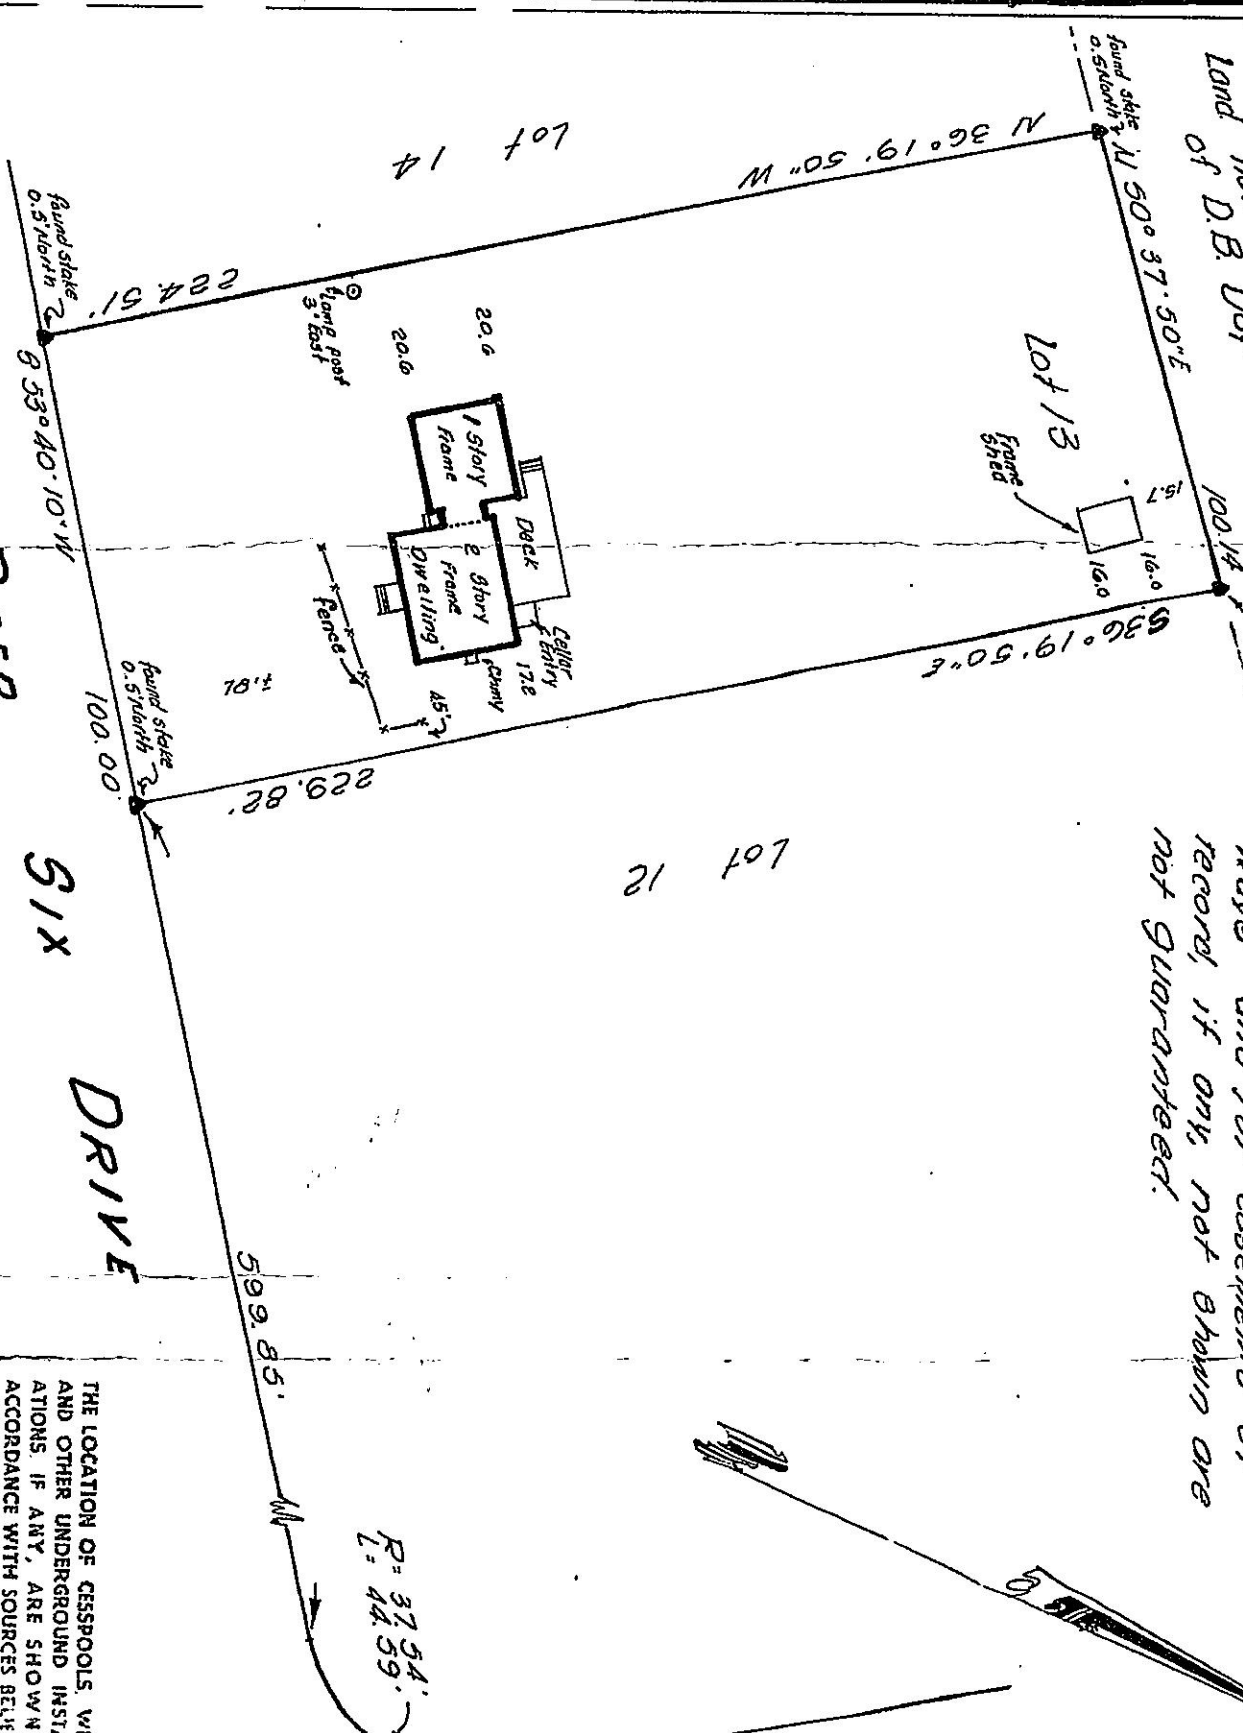 Land
of D.B.
found stake
0.5'North
N 50° 37' 50"E
100.14
N 36° 19' 50" W
224.51'
Lot 14
Lot 13
Frame
Shed
15.7
16.0
16.0
S 36° 19' 50"E
229.82'
Lot 12
20.6
20.6
lamp post
3' East
1 Story
Frame
Deck
2 Story
Frame
Dwelling
Cellar
Entry
17.2
Chmy
45'
fence
found stake
0.5'North
S 53° 40' 10" W
100.00'
found stake
0.5'North
SIX DRIVE
599.85'
R= 37.54'
L= 44.59'
record, if any, not shown are
not guaranteed.
THE LOCATION OF CESSPOOLS,
AND OTHER UNDERGROUND
ATIONS. IF ANY, ARE SHOWN
ACCORDANCE WITH SOURCES